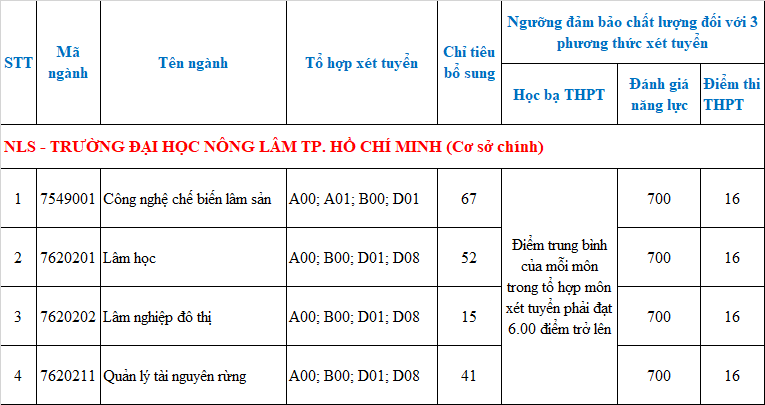 STT
Mã
ngành
Tên ngành
Tổ hợp xét tuyển
Chỉ tiêu
bổ sung
Ngưỡng đảm bảo chất lượng đối với 3
phương thức xét tuyển
Học bạ THPT
Đánh giá
năng lực
Điểm thi
THPT
NLS - TRƯỜNG ĐẠI HỌC NÔNG LÂM TP. HỒ CHÍ MINH (Cơ sở chính)
1 7549001 Công nghệ chế biến lâm sản A00; A01; B00; D01 67 700 16
2 7620201 Lâm học A00; B00; D01; D08 52 700 16
3 7620202 Lâm nghiệp đô thị A00; B00; D01; D08 15 700 16
4 7620211 Quản lý tài nguyên rừng A00; B00; D01; D08 41 700 16
Điểm trung bình
của mỗi môn
trong tổ hợp môn
xét tuyển phải đạt
6.00 điểm trở lên